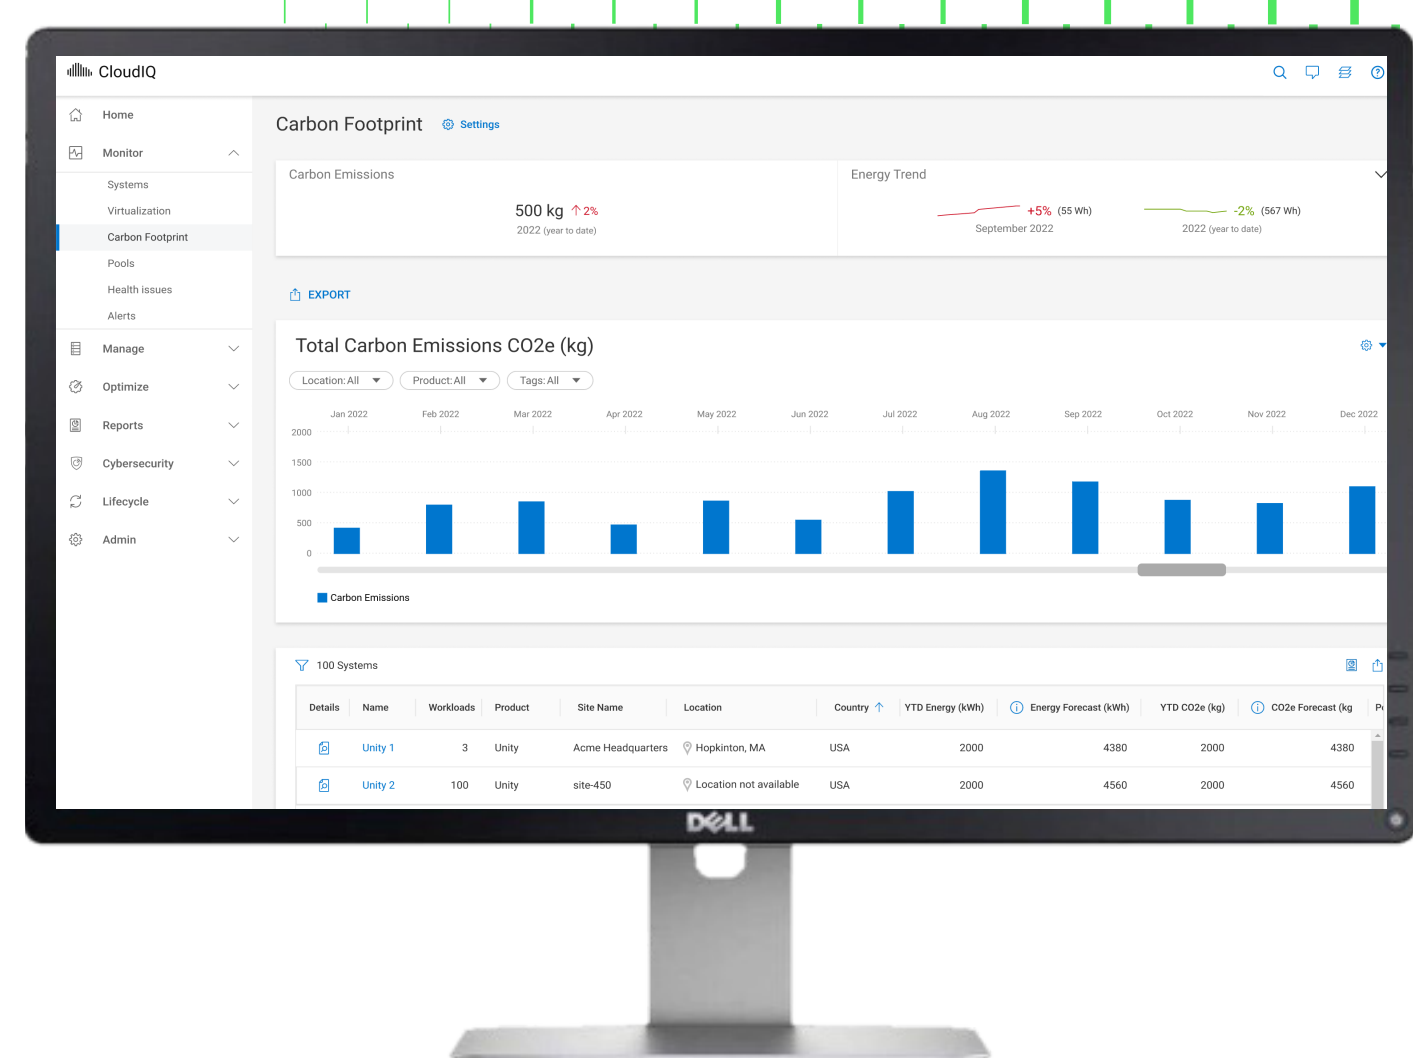 CloudIQ
Home
Carbon Footprint Settings
Monitor
Systems
Virtualization
Carbon Footprint
Pools
Health issues
Alerts
Manage
Optimize
Reports
Cybersecurity
Lifecycle
Admin
Carbon Emissions
500 kg ↑ 2%
2022 (year to date)
Energy Trend
+5% (55 Wh)
September 2022
-2% (567 Wh)
2022 (year to date)
EXPORT
Total Carbon Emissions CO2e (kg)
Location: All Product: All Tags: All
Jan 2022 Feb 2022 Mar 2022 Apr 2022 May 2022 Jun 2022 Jul 2022 Aug 2022 Sep 2022 Oct 2022 Nov 2022 Dec 2022
2000
1500
1000
500
0
Carbon Emissions
100 Systems
Details Name Workloads Product Site Name Location Country ↑ YTD Energy (kWh) Energy Forecast (kWh) YTD CO2e (kg) CO2e Forecast (kg
Unity 1 3 Unity Acme Headquarters Hopkinton, MA USA 2000 4380 2000 4380
Unity 2 100 Unity site-450 Location not available USA 2000 4560 2000 4560
DELL